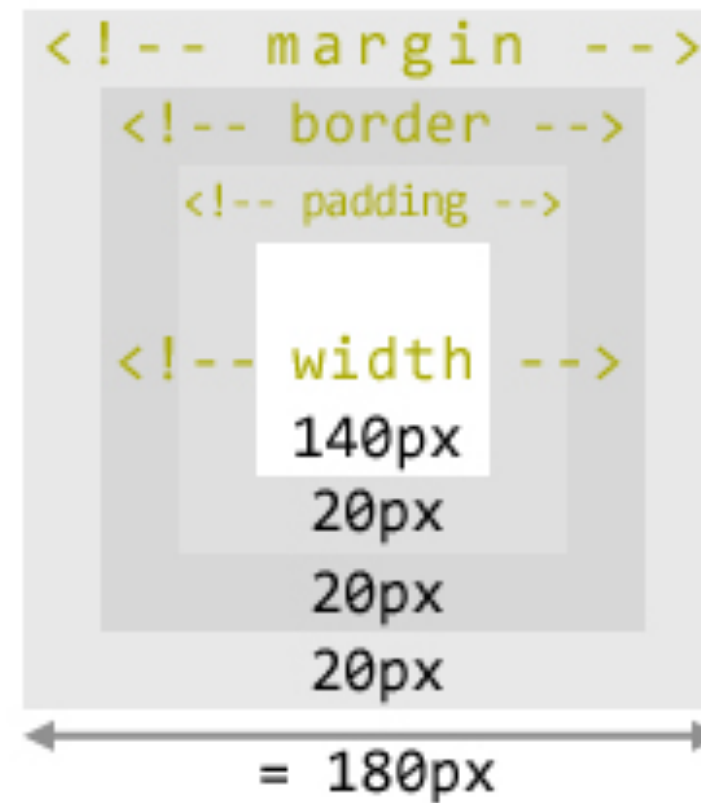 <!-- margin -->
<!-- border -->
<!-- padding -->
<!-- width -->
140px
20px
20px
20px
= 180px